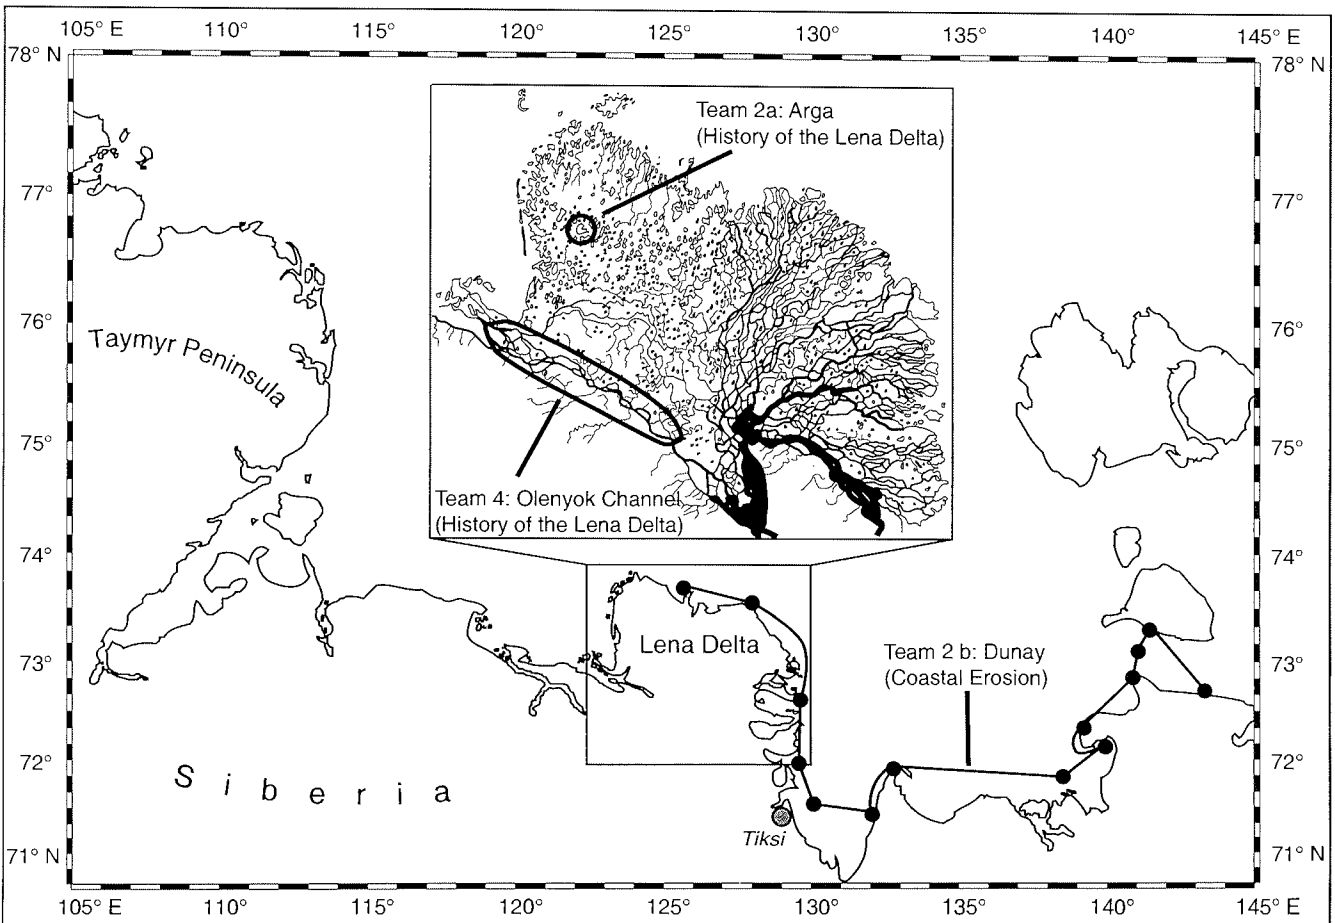 105° E 110° 115° 120° 125° 130° 135° 140° 145° E
78° N 78° N
Team 2a: Arga
(History of the Lena Delta)
77° 77°
76° 76°
Taymyr Peninsula
75° 75°
Team 4: Olenyok Channel
(History of the Lena Delta)
74° 74°
Lena Delta
73° 73°
Team 2 b: Dunay
(Coastal Erosion)
72° 72°
Siberia
Tiksi
71° N 71° N
105° E 110° 115° 120° 125° 130° 135° 140° 145° E